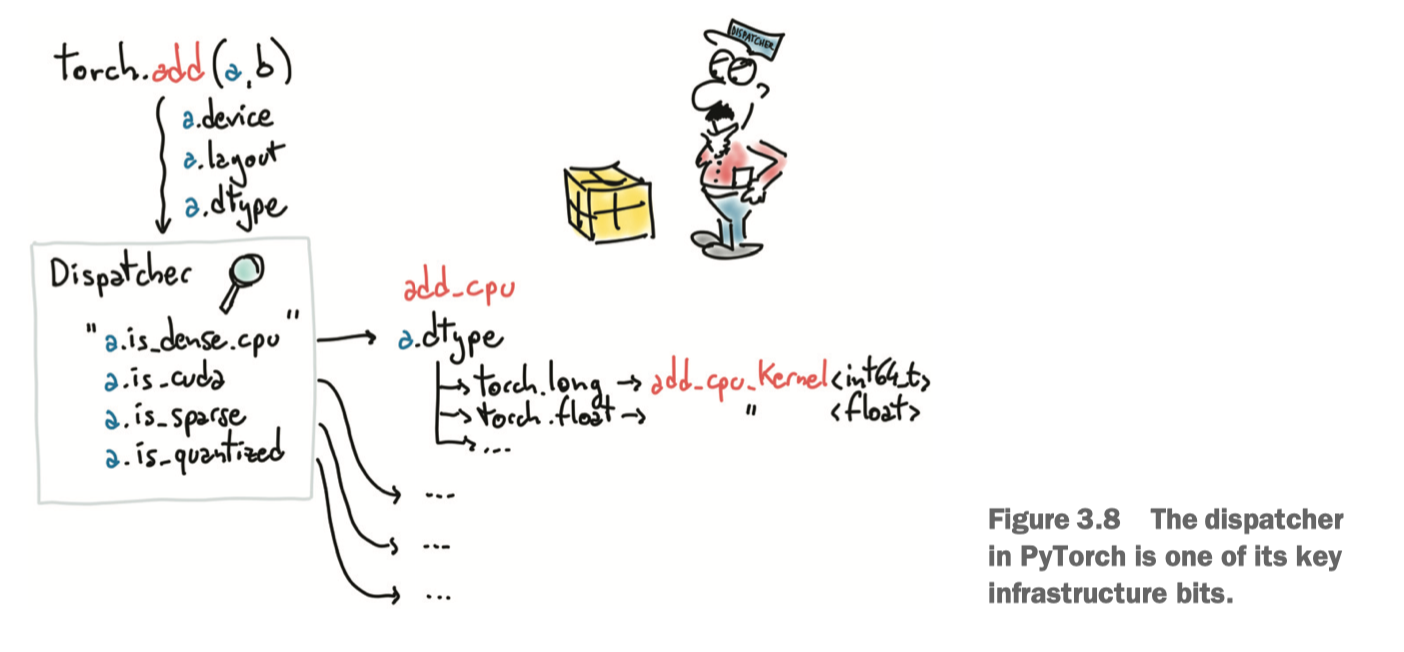 torch.add(a,b)
a.device
a.layout
a.dtype
DISPATCHER
Dispatcher
"a.is_dense.cpu"
a.is_cuda
a.is_sparse
a.is_quantized
add_cpu
a.dtype
torch.long → add_cpu_kernel<int64_t>
torch.float → " <float>
...
...
...
...
Figure 3.8 The dispatcher
in PyTorch is one of its key
infrastructure bits.